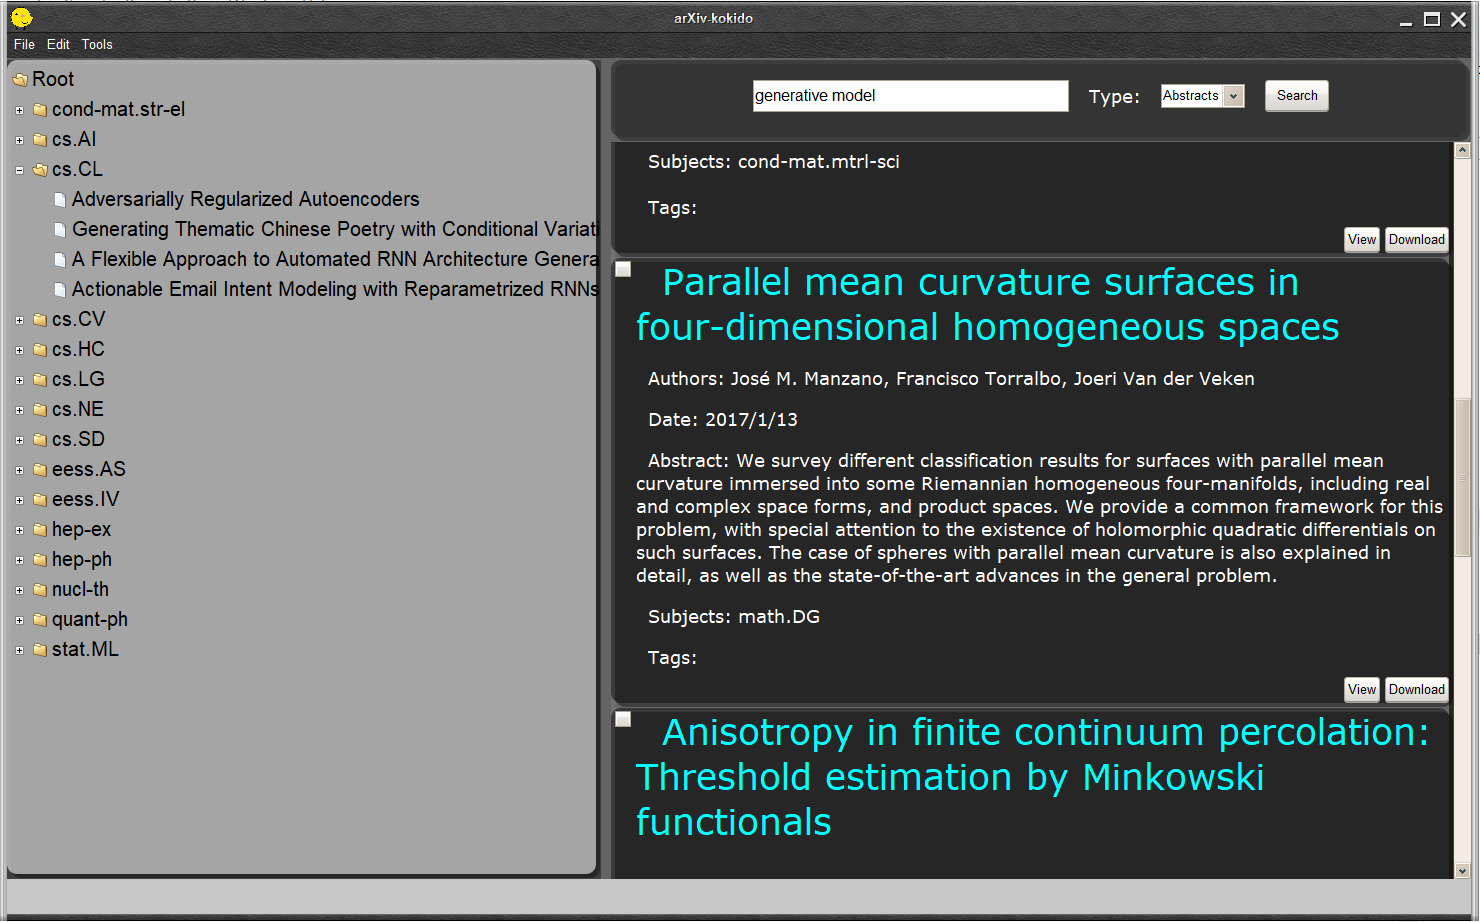 arXiv-kokido
File Edit Tools
Root
cond-mat.str-el
cs.AI
cs.CL
Adversarially Regularized Autoencoders
Generating Thematic Chinese Poetry with Conditional Variati
A Flexible Approach to Automated RNN Architecture Genera
Actionable Email Intent Modeling with Reparametrized RNNs
cs.CV
cs.HC
cs.LG
cs.NE
cs.SD
eess.AS
eess.IV
hep-ex
hep-ph
nucl-th
quant-ph
stat.ML
generative model Type: Abstracts Search
Subjects: cond-mat.mtrl-sci
Tags:
View Download
Parallel mean curvature surfaces in
four-dimensional homogeneous spaces
Authors: José M. Manzano, Francisco Torralbo, Joeri Van der Veken
Date: 2017/1/13
Abstract: We survey different classification results for surfaces with parallel mean
curvature immersed into some Riemannian homogeneous four-manifolds, including real
and complex space forms, and product spaces. We provide a common framework for this
problem, with special attention to the existence of holomorphic quadratic differentials on
such surfaces. The case of spheres with parallel mean curvature is also explained in
detail, as well as the state-of-the-art advances in the general problem.
Subjects: math.DG
Tags:
View Download
Anisotropy in finite continuum percolation:
Threshold estimation by Minkowski
functionals